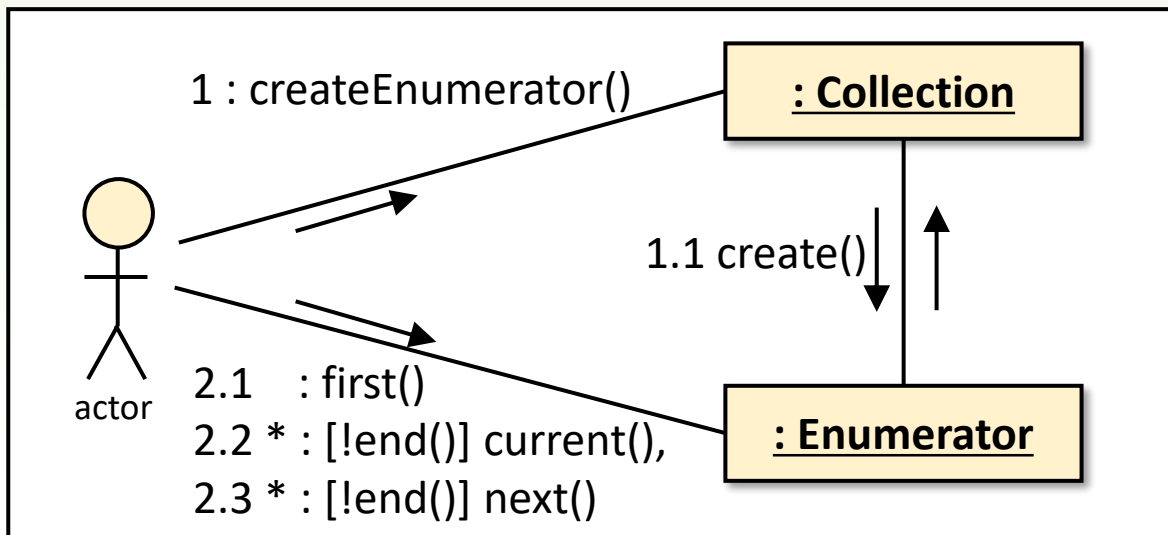 1 : createEnumerator()
: Collection
1.1 create()
actor
2.1 : first()
2.2 * : [!end()] current(),
2.3 * : [!end()] next()
: Enumerator